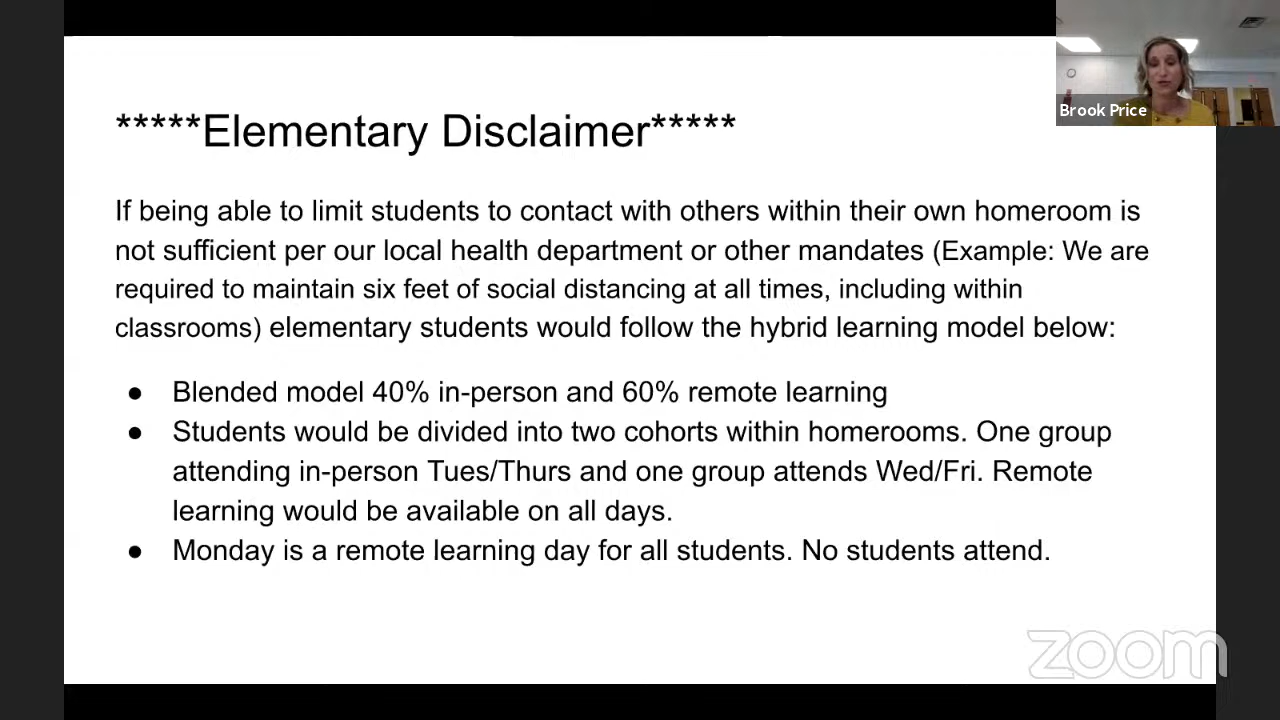 *****Elementary Disclaimer*****
Brook Price
If being able to limit students to contact with others within their own homeroom is
not sufficient per our local health department or other mandates (Example: We are
required to maintain six feet of social distancing at all times, including within
classrooms) elementary students would follow the hybrid learning model below:
● Blended model 40% in-person and 60% remote learning
● Students would be divided into two cohorts within homerooms. One group
attending in-person Tues/Thurs and one group attends Wed/Fri. Remote
learning would be available on all days.
● Monday is a remote learning day for all students. No students attend.
zoom